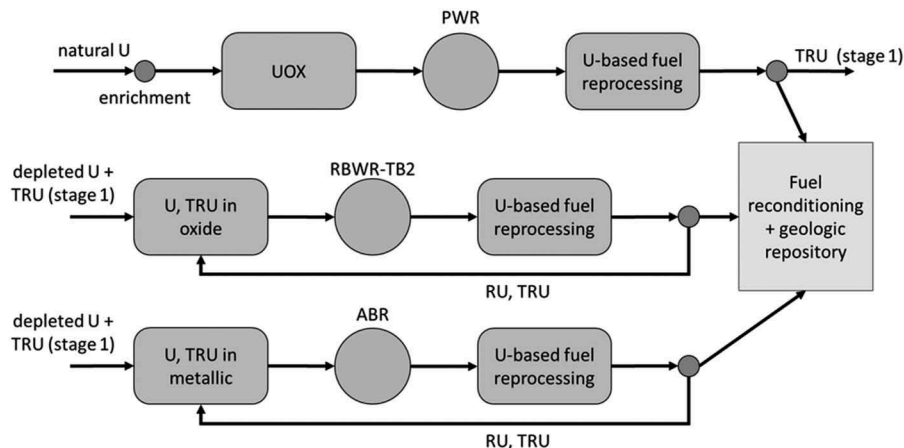 PWR
natural U
enrichment
UOX
U-based fuel
reprocessing
TRU (stage 1)
depleted U +
TRU (stage 1)
U, TRU in
oxide
RBWR-TB2
U-based fuel
reprocessing
RU, TRU
Fuel
reconditioning
+ geologic
repository
depleted U +
TRU (stage 1)
U, TRU in
metallic
ABR
U-based fuel
reprocessing
RU, TRU